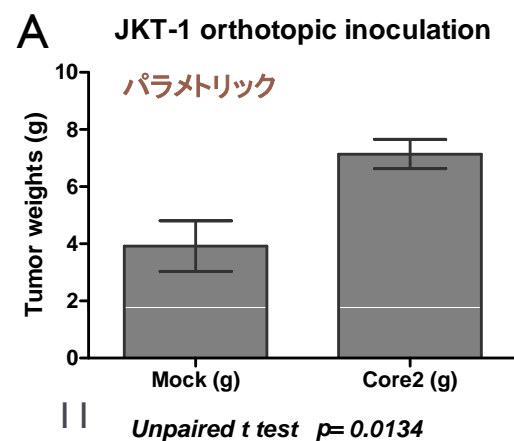 A JKT-1 orthotopic inoculation
パラメトリック
Tumor weights (g)
10
8
6
4
2
0
Mock (g) Core2 (g)
Unpaired t test p= 0.0134